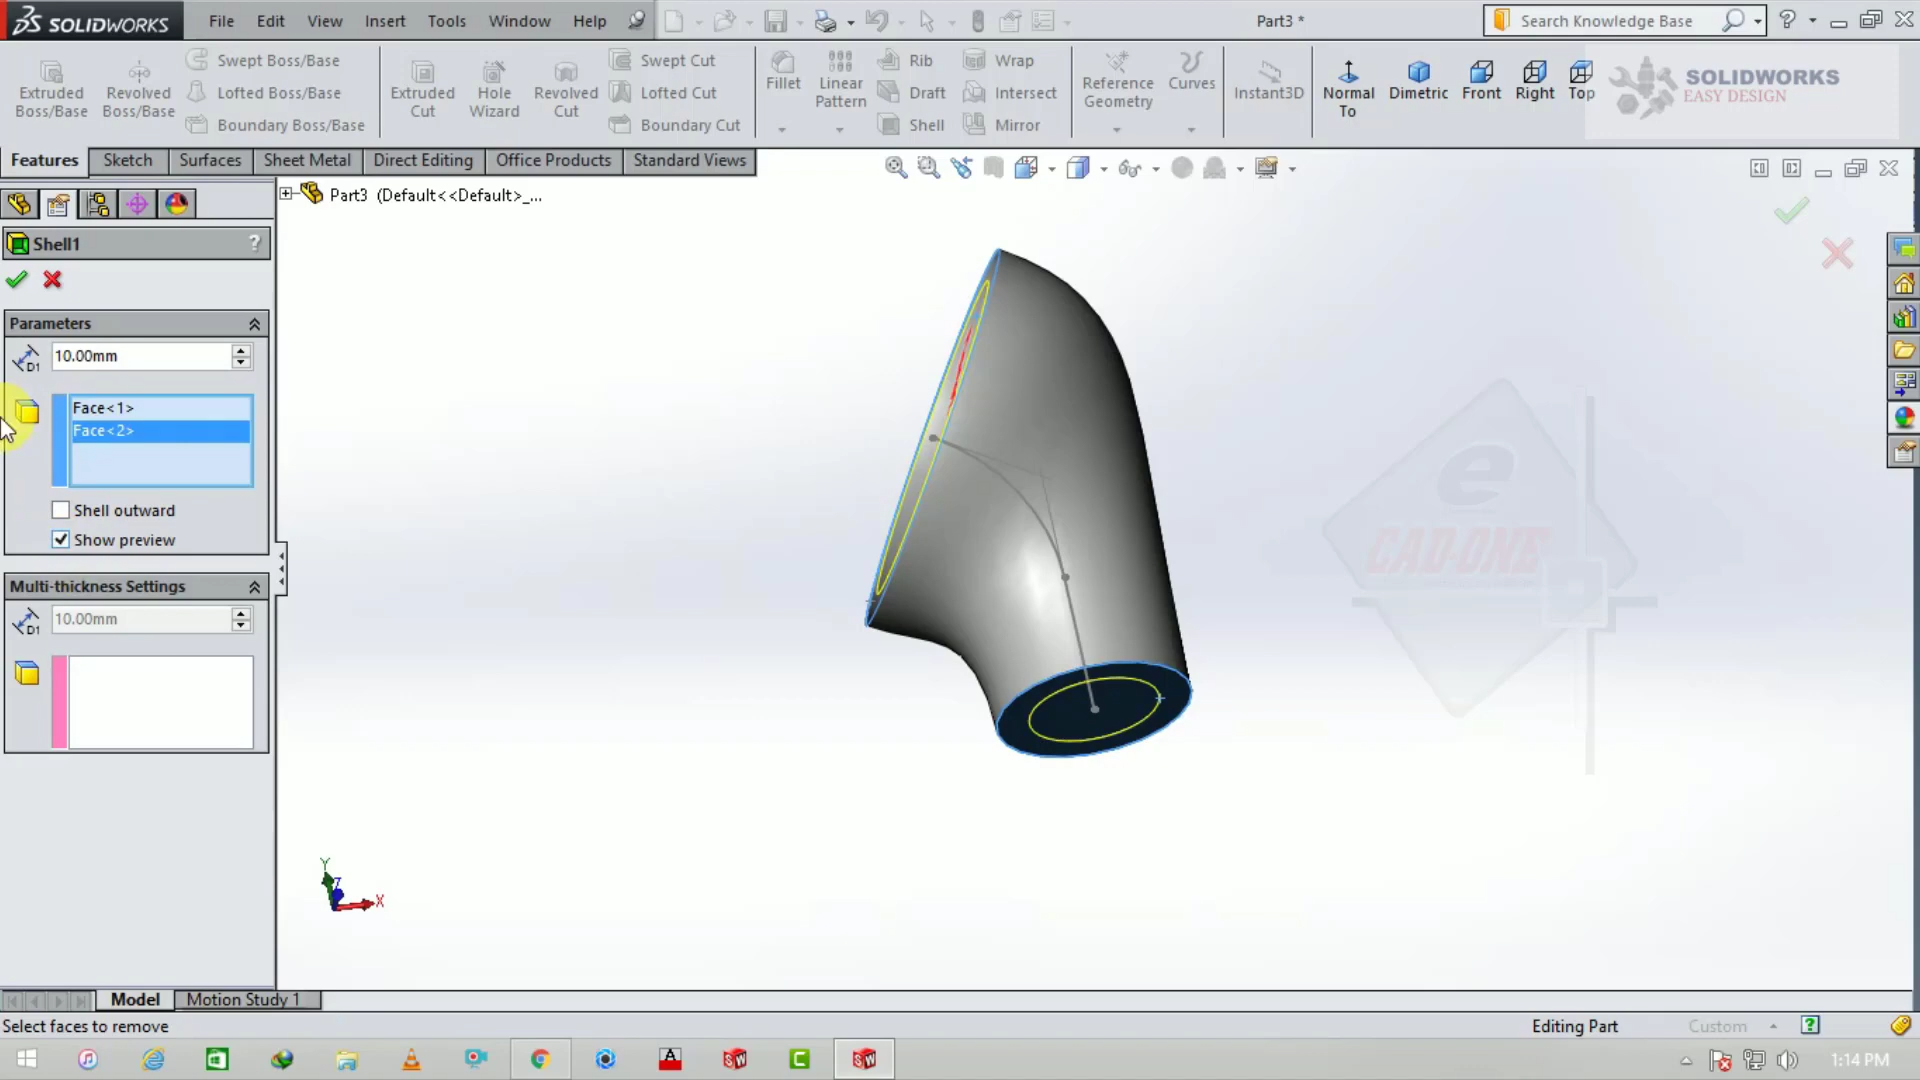 SOLIDWORKS File Edit View Insert Tools Window Help Part3 * Search Knowledge Base
Extruded Boss/Base
Revolved Boss/Base
Swept Boss/Base
Lofted Boss/Base
Boundary Boss/Base
Extruded Cut
Hole Wizard
Revolved Cut
Swept Cut
Lofted Cut
Boundary Cut
Fillet
Linear Pattern
Rib
Draft
Shell
Wrap
Intersect
Mirror
Reference Geometry
Curves
Instant3D
Normal To
Dimetric
Front
Right
Top
SOLIDWORKS
EASY DESIGN
Features Sketch Surfaces Sheet Metal Direct Editing Office Products Standard Views
Part3 (Default<<Default>_...
Shell1 ?
Parameters
D1 10.00mm
Face<1>
Face<2>
Shell outward
Show preview
Multi-thickness Settings
D1 10.00mm
e
CAD-ONE
Y
Z
X
Model Motion Study 1
Select faces to remove Editing Part Custom ?
1:14 PM